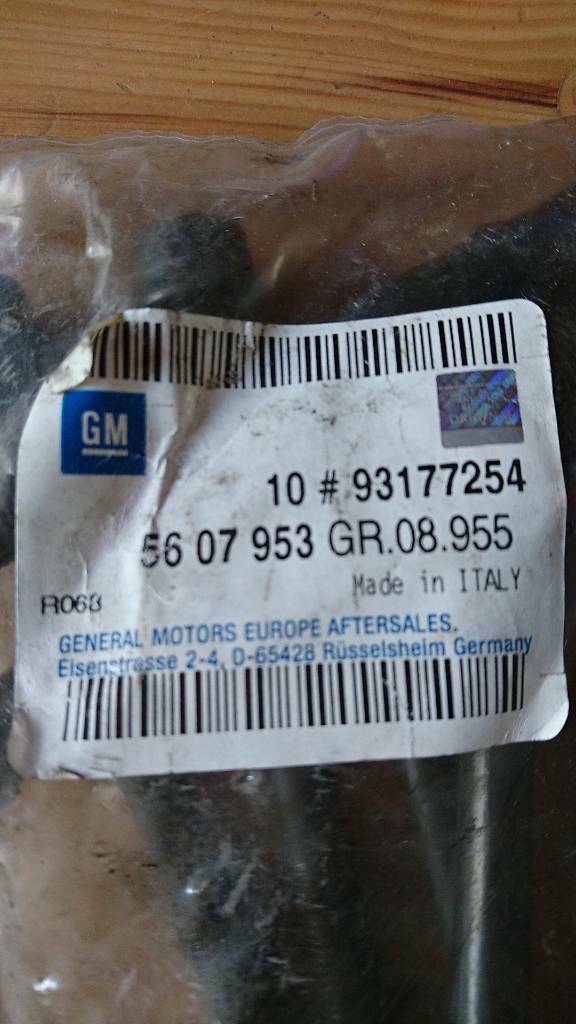 GM
10 # 93177254
56 07 953 GR.08.955
Made in ITALY
R068
GENERAL MOTORS EUROPE AFTERSALES.
Eisenstrasse 2-4, D-65428 Rüsselsheim Germany